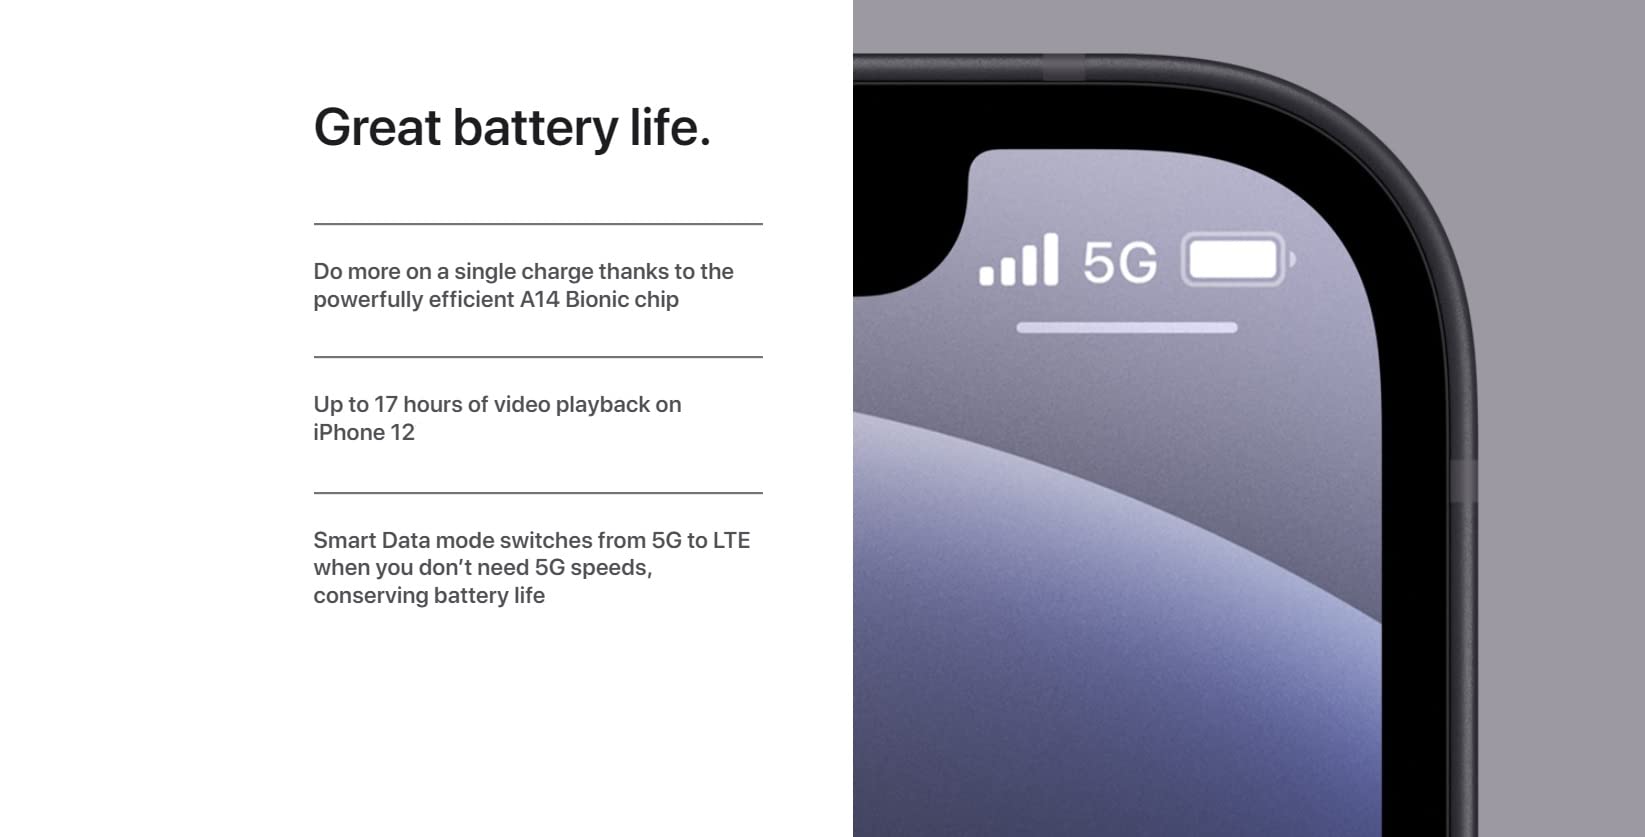 Great battery life.
Do more on a single charge thanks to the
powerfully efficient A14 Bionic chip
Up to 17 hours of video playback on
iPhone 12
Smart Data mode switches from 5G to LTE
when you don’t need 5G speeds,
conserving battery life
5G